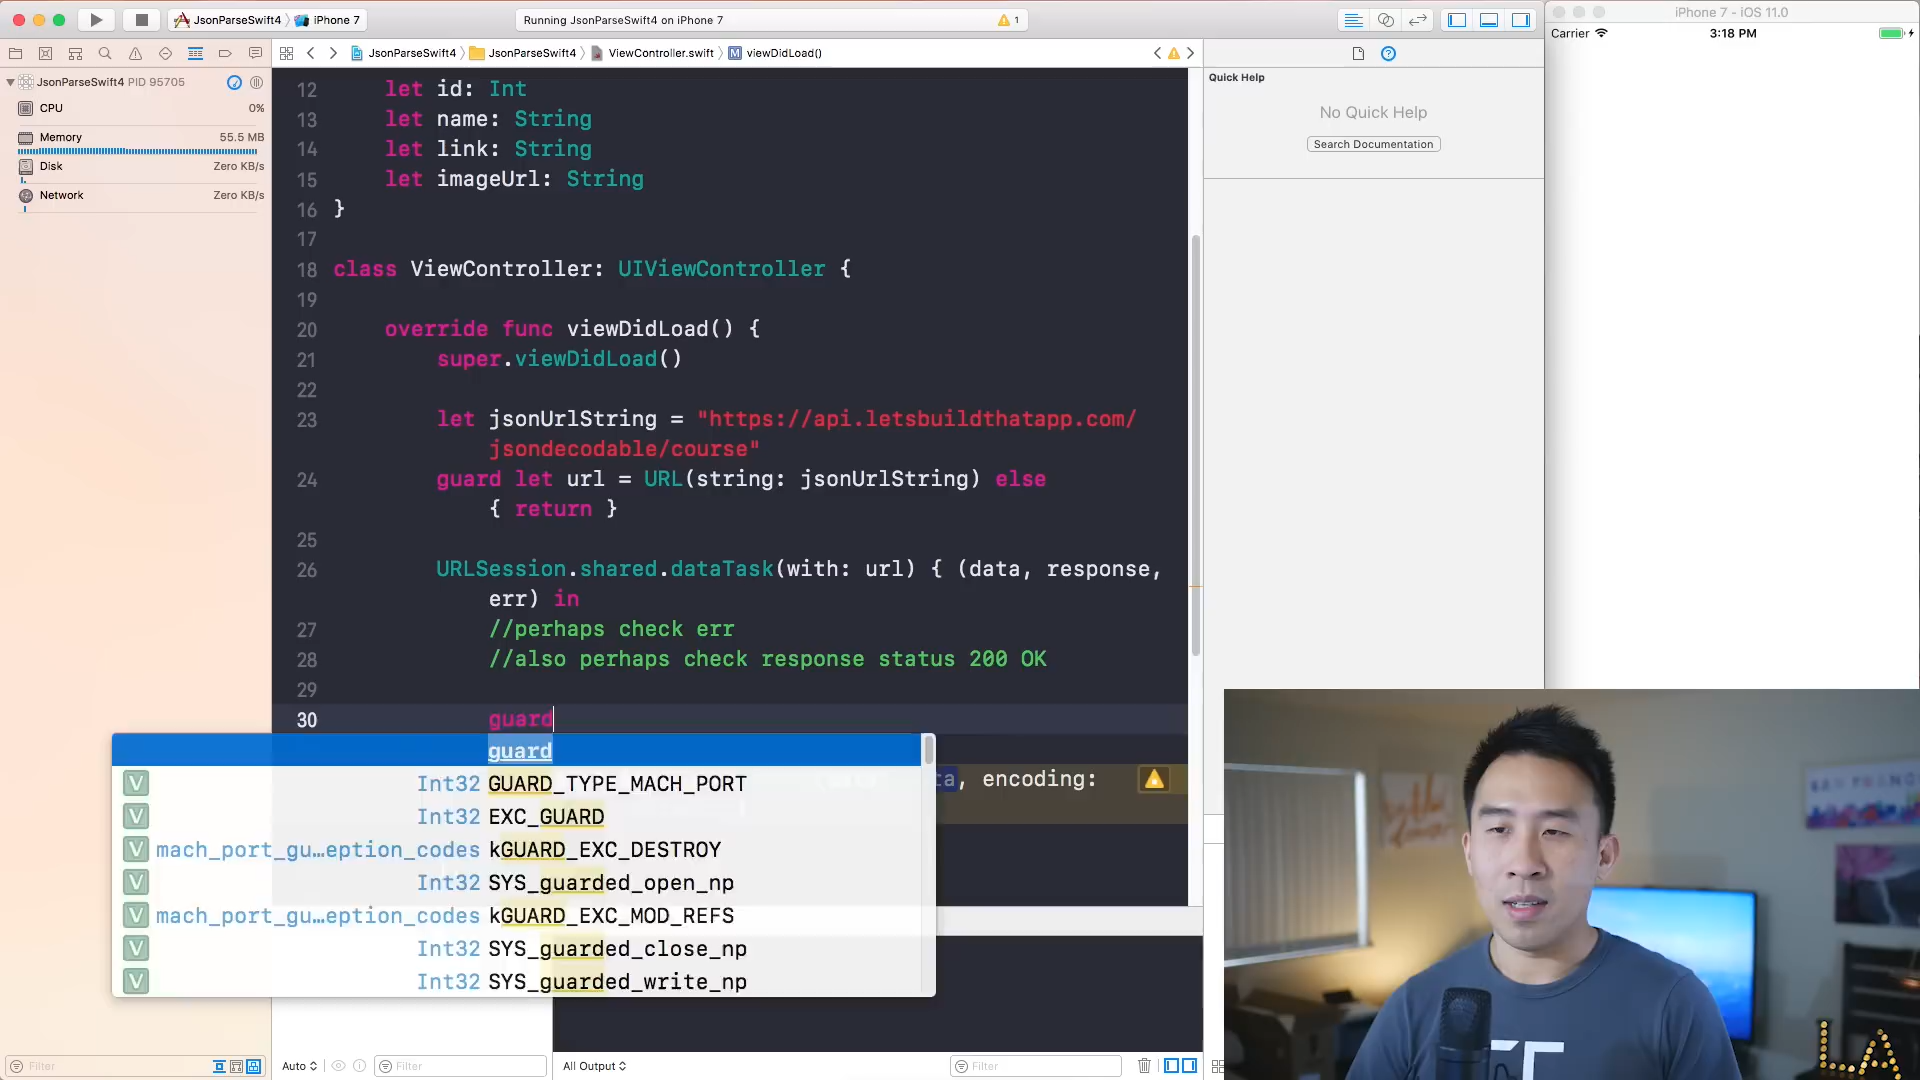 JsonParseSwift4 iPhone 7
Running JsonParseSwift4 on iPhone 7
1
iPhone 7 - iOS 11.0
JsonParseSwift4 JsonParseSwift4 ViewController.swift M viewDidLoad()
Carrier 3:18 PM
JsonParseSwift4 PID 95705
CPU 0%
Memory 55.5 MB
Disk Zero KB/s
Network Zero KB/s
Quick Help
No Quick Help
Search Documentation
12 let id: Int
13 let name: String
14 let link: String
15 let imageUrl: String
16 }
17
18 class ViewController: UIViewController {
19
20 override func viewDidLoad() {
21 super.viewDidLoad()
22
23 let jsonUrlString = "https://api.letsbuildthatapp.com/
jsondecodable/course"
24 guard let url = URL(string: jsonUrlString) else
{ return }
25
26 URLSession.shared.dataTask(with: url) { (data, response,
err) in
27 //perhaps check err
28 //also perhaps check response status 200 OK
29
30 guard
guard
V Int32 GUARD_TYPE_MACH_PORT
ta, encoding:
V Int32 EXC_GUARD
V mach_port_gu…eption_codes kGUARD_EXC_DESTROY
V Int32 SYS_guarded_open_np
V mach_port_gu…eption_codes kGUARD_EXC_MOD_REFS
V Int32 SYS_guarded_close_np
V Int32 SYS_guarded_write_np
Filter
Auto
Filter
All Output
Filter
LA